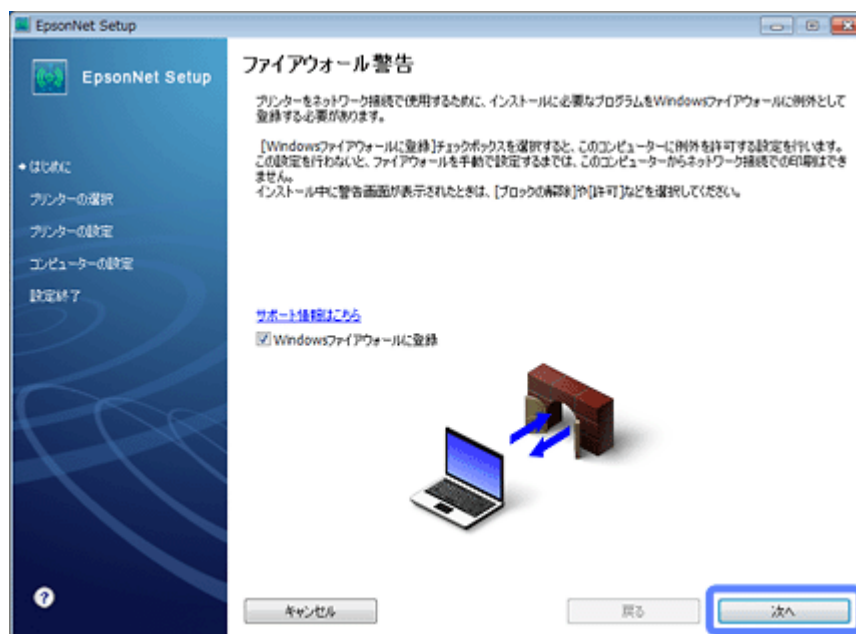 EpsonNet Setup
EpsonNet Setup
はじめに
プリンターの選択
プリンターの設定
コンピューターの設定
設定終了
ファイアウォール警告
プリンターをネットワーク接続で使用するために、インストールに必要なプログラムをWindowsファイアウォールに例外として
登録する必要があります。
[Windowsファイアウォールに登録]チェックボックスを選択すると、このコンピューターに例外を許可する設定を行います。
この設定を行わないと、ファイアウォールを手動で設定するまでは、このコンピューターからネットワーク接続での印刷はでき
ません。
インストール中に警告画面が表示されたときは、[ブロックの解除]や[許可]などを選択してください。
サポート情報はこちら
Windowsファイアウォールに登録
?
キャンセル
戻る
次へ